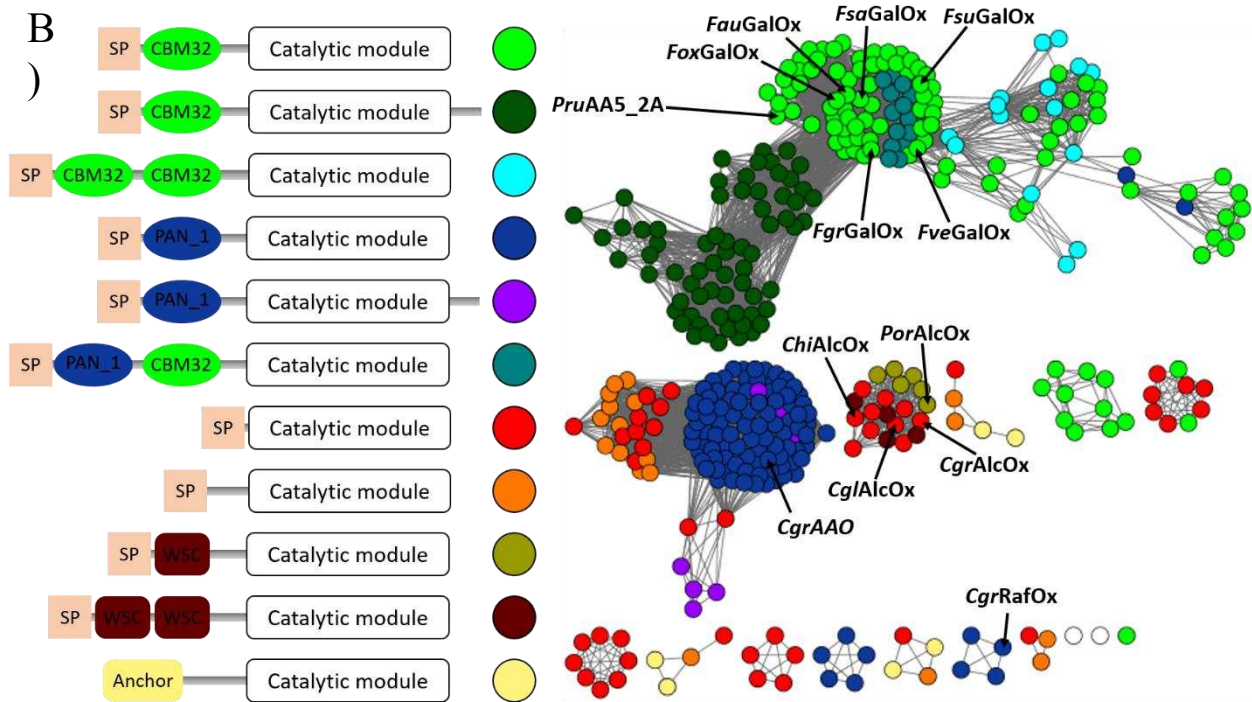 B
)
SP CBM32 Catalytic module
SP CBM32 Catalytic module
SP CBM32 CBM32 Catalytic module
SP PAN_1 Catalytic module
SP PAN_1 Catalytic module
SP PAN_1 CBM32 Catalytic module
SP Catalytic module
SP Catalytic module
SP WSC Catalytic module
SP WSC WSC Catalytic module
Anchor Catalytic module
FsaGalOx
FauGalOx
FsuGalOx
FoxGalOx
PruAA5_2A
FgrGalOx
FveGalOx
PorAlcOx
ChiAlcOx
CgrAlcOx
CglAlcOx
CgrAAO
CgrRafOx